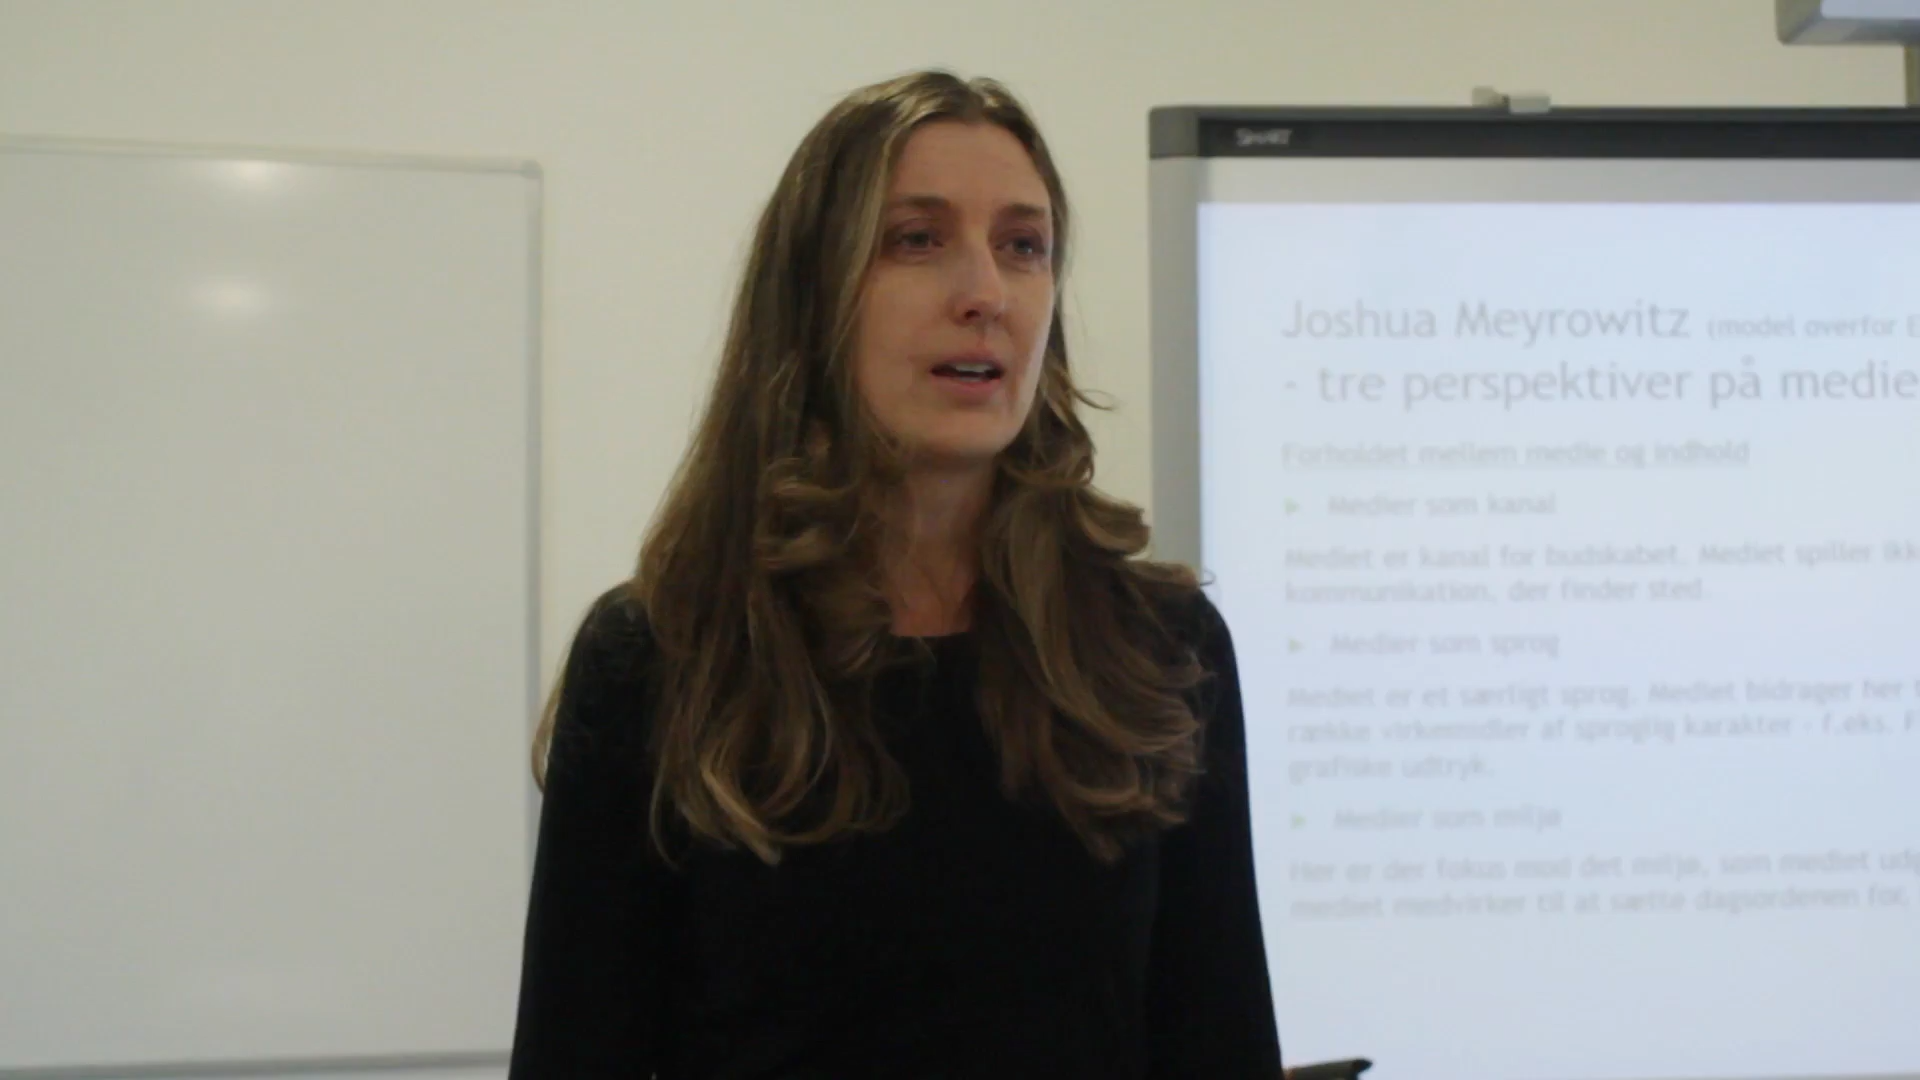 SMART
Joshua Meyrowitz (model overfor E
- tre perspektiver på medie
Forholdet mellem medie og indhold
Medier som kanal
Mediet er kanal for budskabet. Mediet spiller ikk
kommunikation, der finder sted.
Medier som sprog
Mediet er et særligt sprog. Mediet bidrager her
række virkemidler af sproglig karakter - f.eks. F
grafiske udtryk.
Medier som miljø
Her er der fokus mod det miljø, som mediet udg
mediet medvirker til at sætte dagsordenen for,